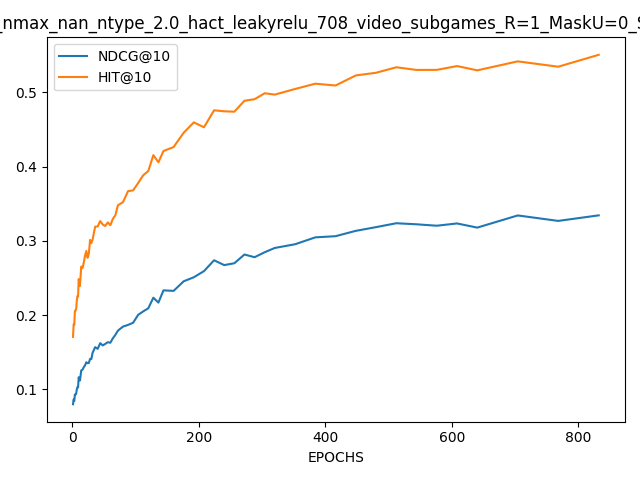 _nmax_nan_ntype_2.0_hact_leakyrelu_708_video_subgames_R=1_MaskU=0_S
NDCG@10
HIT@10
0.5
0.4
0.3
0.2
0.1
0 200 400 600 800
EPOCHS